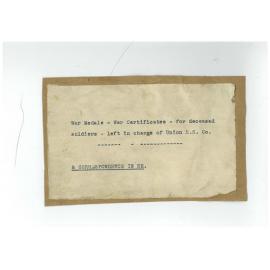 War Medals - War Certificates - for deceased
soldiers - left in charge of Union S.S. Co.
------- - -------------
& CORRESPONDENCE IN RE.